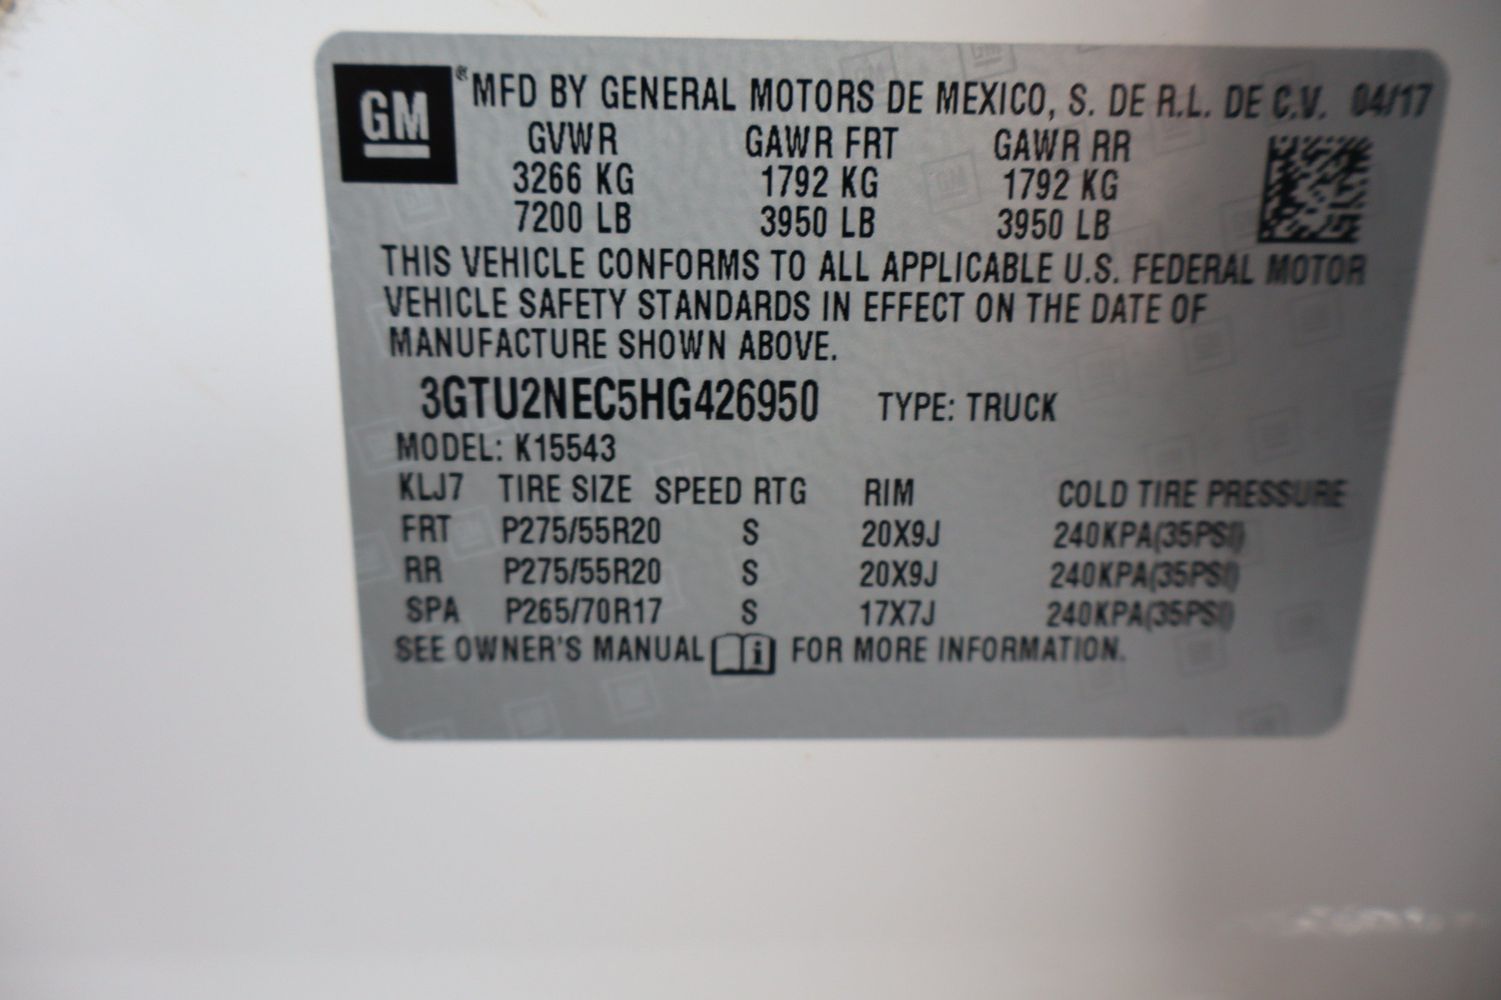 GM
® MFD BY GENERAL MOTORS DE MEXICO, S. DE R.L. DE C.V. 04/17
GVWR GAWR FRT GAWR RR
3266 KG 1792 KG 1792 KG
7200 LB 3950 LB 3950 LB
THIS VEHICLE CONFORMS TO ALL APPLICABLE U.S. FEDERAL MOTOR
VEHICLE SAFETY STANDARDS IN EFFECT ON THE DATE OF
MANUFACTURE SHOWN ABOVE.
3GTU2NEC5HG426950 TYPE: TRUCK
MODEL: K15543
KLJ7 TIRE SIZE SPEED RTG RIM COLD TIRE PRESSURE
FRT P275/55R20 S 20X9J 240KPA(35PSI)
RR P275/55R20 S 20X9J 240KPA(35PSI)
SPA P265/70R17 S 17X7J 240KPA(35PSI)
SEE OWNER'S MANUAL i FOR MORE INFORMATION.